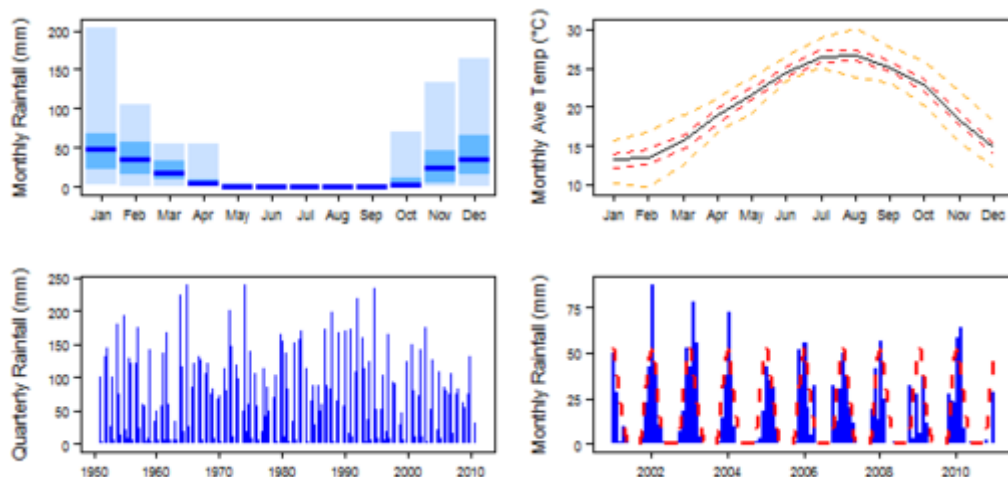 Monthly Rainfall (mm)
200
150
100
50
0
Jan Feb Mar Apr May Jun Jul Aug Sep Oct Nov Dec
Monthly Ave Temp (°C)
30
25
20
15
10
Jan Feb Mar Apr May Jun Jul Aug Sep Oct Nov Dec
Quarterly Rainfall (mm)
250
200
150
100
50
0
1950 1960 1970 1980 1990 2000 2010
Monthly Rainfall (mm)
75
50
25
0
2002 2004 2006 2008 2010